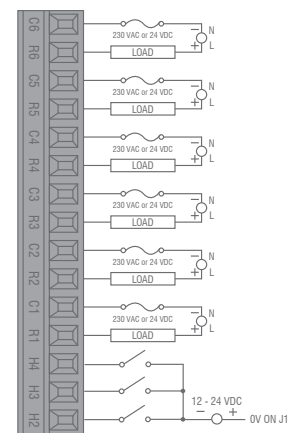 C6
N
230 VAC or 24 VDC
R6
LOAD
L
C5
N
230 VAC or 24 VDC
R5
LOAD
L
C4
N
230 VAC or 24 VDC
R4
LOAD
L
C3
N
230 VAC or 24 VDC
R3
LOAD
L
C2
N
230 VAC or 24 VDC
R2
LOAD
L
C1
N
230 VAC or 24 VDC
R1
LOAD
L
H4
H3
12 - 24 VDC
H2
− +
0V ON J1